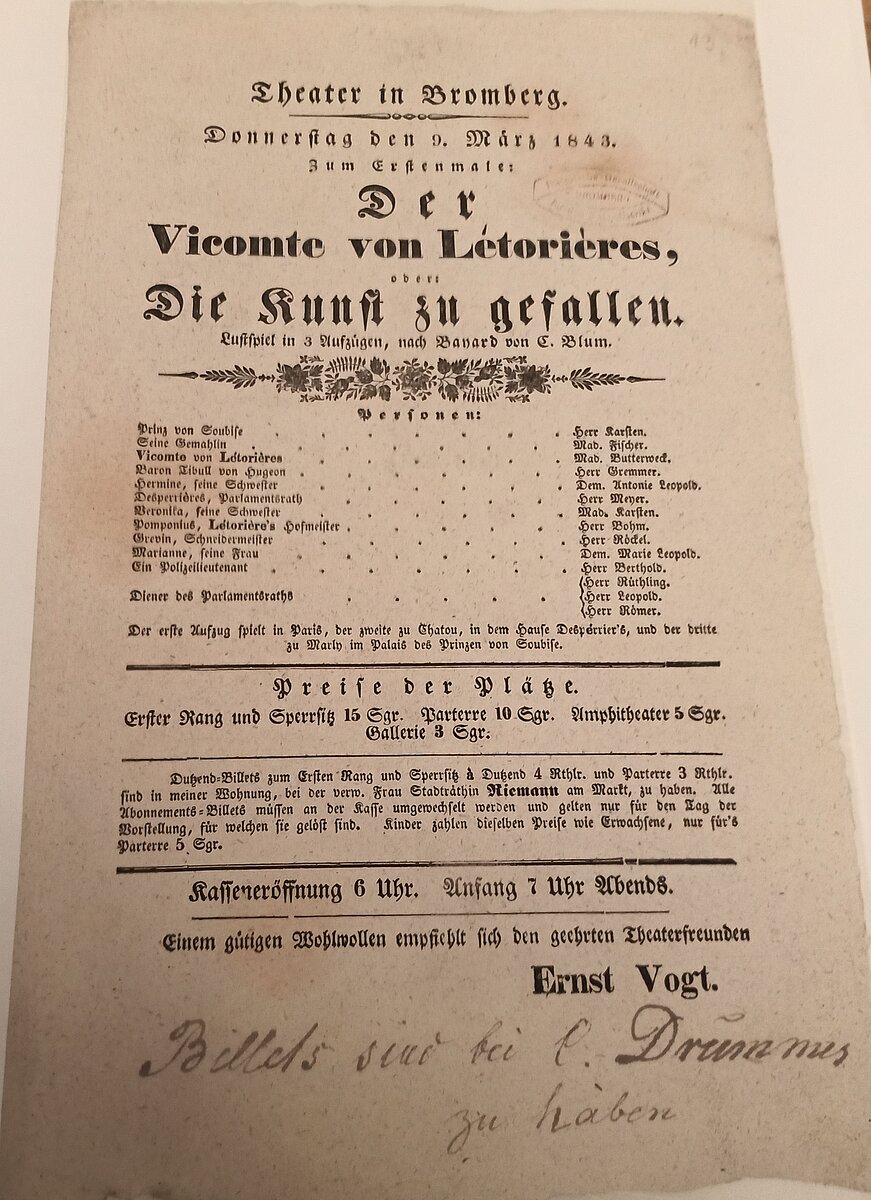 Theater in Bromberg.
Donnerstag den 9. März 1843.
Zum Erstenmale:
Der
Vicomte von Létorières,
oder:
Die Kunst zu gefallen.
Lustspiel in 3 Aufzügen, nach Bayard von C. Blum.
Personen:
Prinz von Soubise . . . . . . . Herr Karsten.
Seine Gemahlin . . . . . . . Mad. Fischer.
Vicomte von Létorières . . . . . . Mad. Butterweck.
Baron Tibull von Hugeon . . . . . . Herr Gremmer.
Hermine, seine Schwester . . . . . . Dem. Antonie Leopold.
Desperrières, Parlamentsrath . . . . . . Herr Meyer.
Veronika, seine Schwester . . . . . . Mad. Karsten.
Pomponius, Létorière's Hofmeister . . . . . . Herr Bohm.
Grevin, Schneidermeister . . . . . . Herr Röckel.
Marianne, seine Frau . . . . . . Dem. Marie Leopold.
Ein Polizeilieutenant . . . . . . . Herr Berthold.
Herr Rüthling.
Diener des Parlamentsraths . . . . . Herr Leopold.
Herr Römer.
Der erste Aufzug spielt in Paris, der zweite zu Chatou, in dem Hause Despérrier's, und der dritte
zu Marly im Palais des Prinzen von Soubise.
Preise der Plätze.
Erster Rang und Sperrsitz 15 Sgr. Parterre 10 Sgr. Amphitheater 5 Sgr.
Gallerie 3 Sgr.
Dutzend-Billets zum Ersten Rang und Sperrsitz à Dutzend 4 Rthlr. und Parterre 3 Rthlr.
sind in meiner Wohnung, bei der verw. Frau Stadträthin Niemann am Markt, zu haben. Alle
Abonnements-Billets müssen an der Kasse umgewechselt werden und gelten nur für den Tag der
Vorstellung, für welchen sie gelöst sind. Kinder zahlen dieselben Preise wie Erwachsene, nur für's
Parterre 5 Sgr.
Kasseneröffnung 6 Uhr. Anfang 7 Uhr Abends.
Einem gütigen Wohlwollen empfiehlt sich den geehrten Theaterfreunden
Ernst Vogt.
Billets sind bei C. Drummer
zu haben